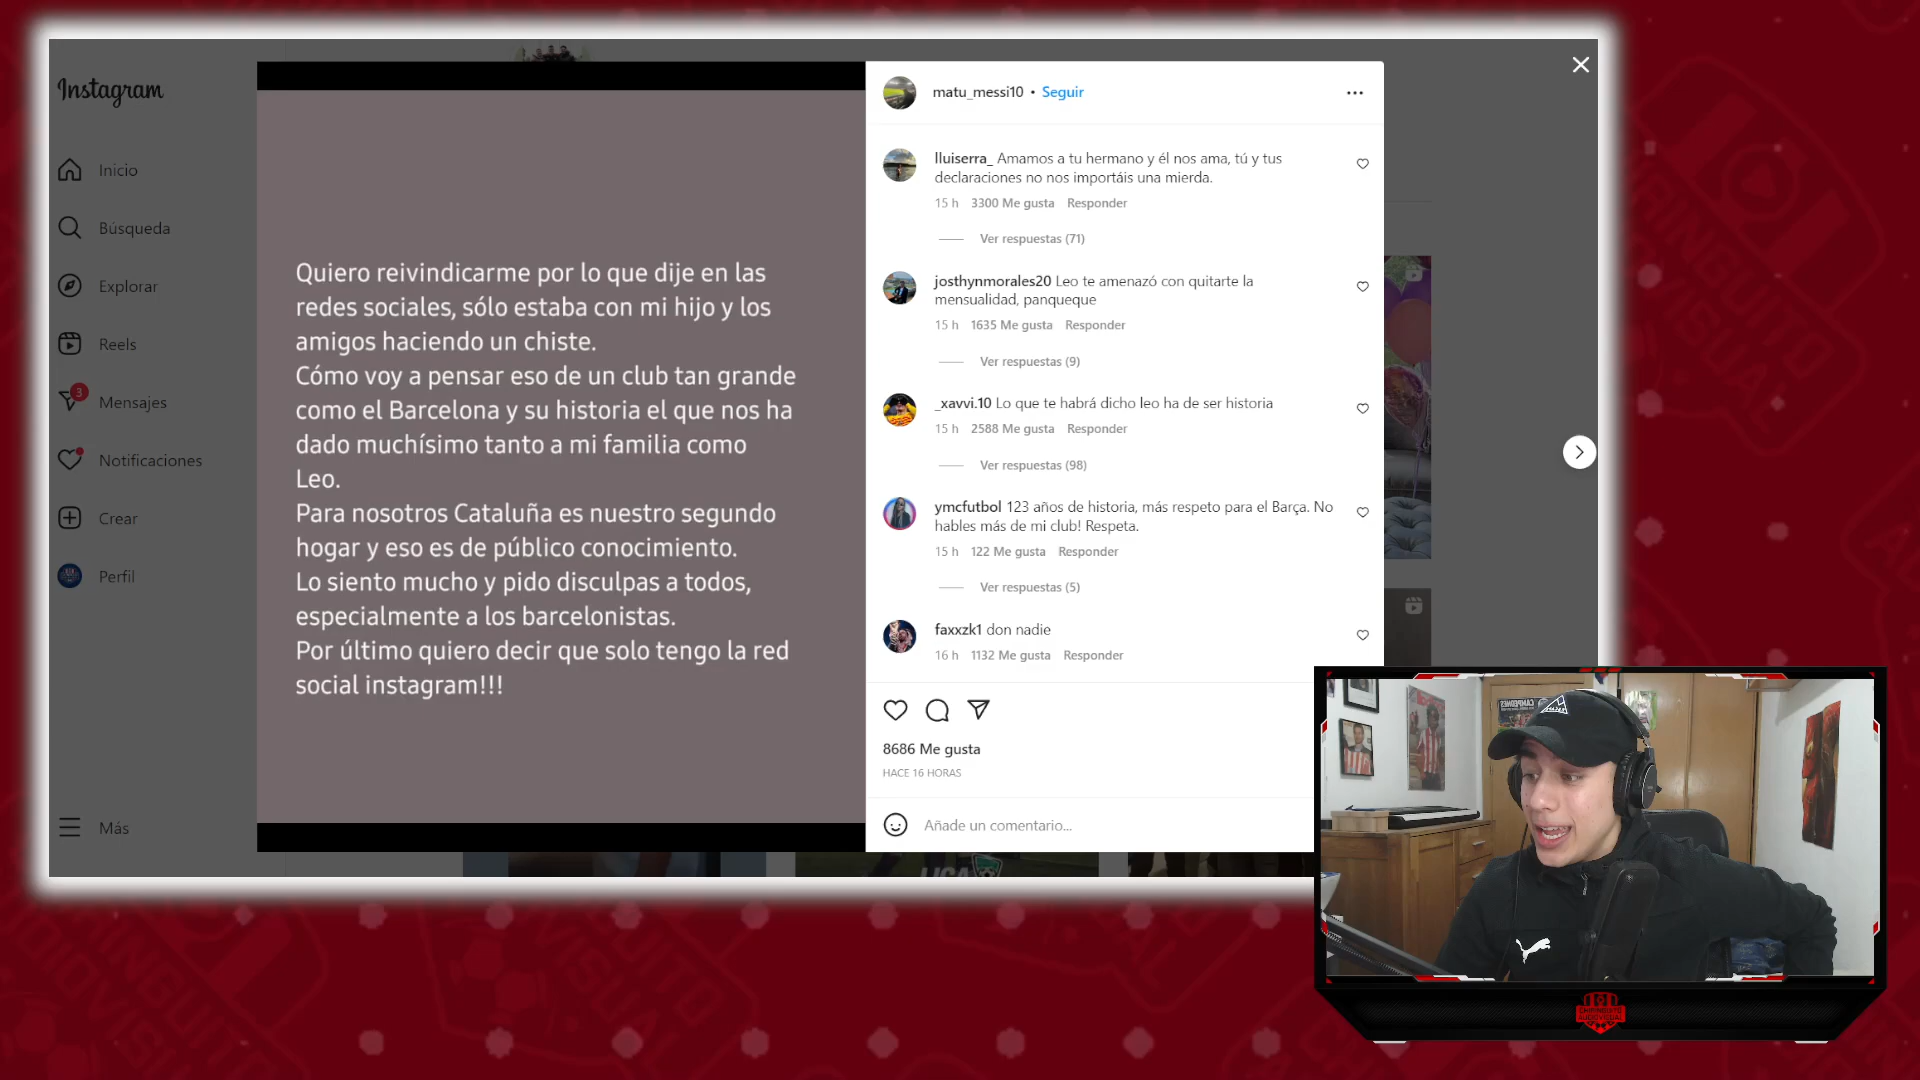 Instagram
Inicio
Búsqueda
Explorar
Reels
3
Mensajes
Notificaciones
Crear
Perfil
Más
Quiero reivindicarme por lo que dije en las
redes sociales, sólo estaba con mi hijo y los
amigos haciendo un chiste.
Cómo voy a pensar eso de un club tan grande
como el Barcelona y su historia el que nos ha
dado muchísimo tanto a mi familia como
Leo.
Para nosotros Cataluña es nuestro segundo
hogar y eso es de público conocimiento.
Lo siento mucho y pido disculpas a todos,
especialmente a los barcelonistas.
Por último quiero decir que solo tengo la red
social instagram!!!
matu_messi10 • Seguir
lluiserra_ Amamos a tu hermano y él nos ama, tú y tus
declaraciones no nos importáis una mierda.
15 h 3300 Me gusta Responder
Ver respuestas (71)
josthynmorales20 Leo te amenazó con quitarte la
mensualidad, panqueque
15 h 1635 Me gusta Responder
Ver respuestas (9)
_xavvi.10 Lo que te habrá dicho leo ha de ser historia
15 h 2588 Me gusta Responder
Ver respuestas (98)
ymcfutbol 123 años de historia, más respeto para el Barça. No
hables más de mi club! Respeta.
15 h 122 Me gusta Responder
Ver respuestas (5)
faxxzk1 don nadie
16 h 1132 Me gusta Responder
8686 Me gusta
HACE 16 HORAS
Añade un comentario...
LIGA
CHIRINGUITO
AUDIOVISUAL